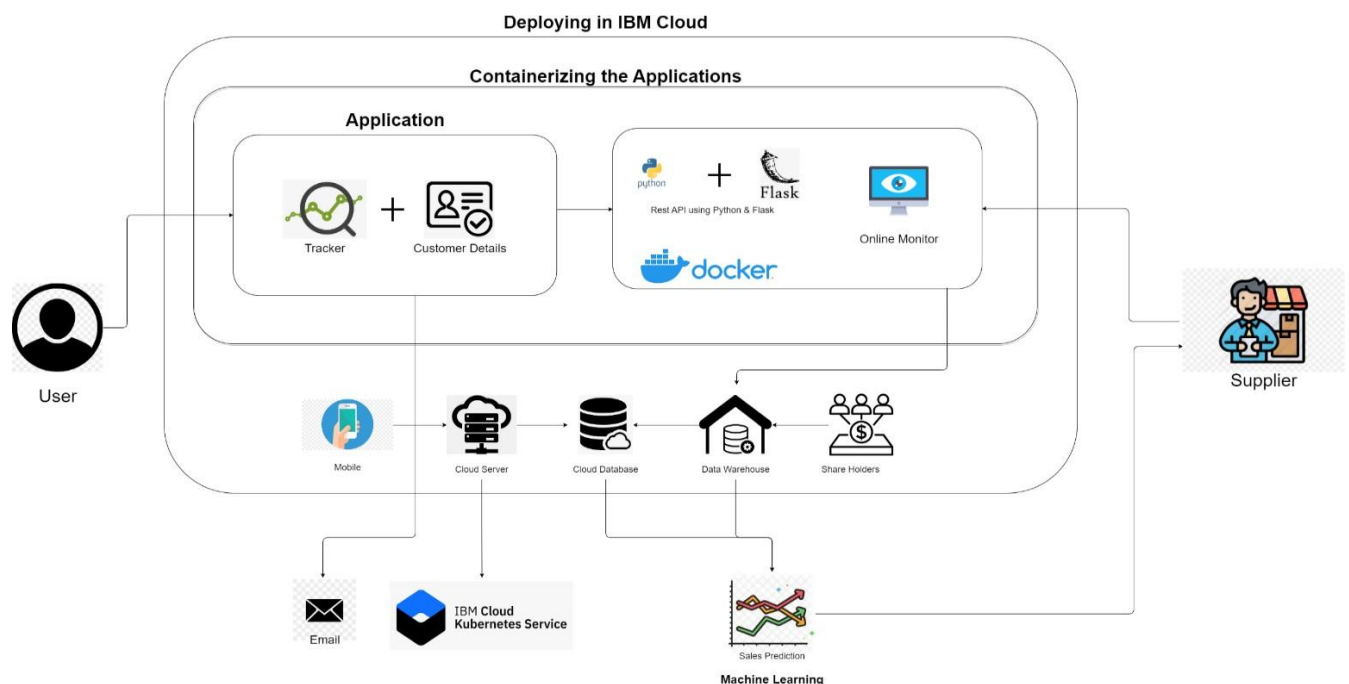 Deploying in IBM Cloud
Containerizing the Applications
Application
Tracker
+
Customer Details
python
+
Flask
Rest API using Python & Flask
Online Monitor
docker
User
Supplier
Mobile
Cloud Server
Cloud Database
Data Warehouse
$
Share Holders
Email
IBM Cloud
Kubernetes Service
Sales Prediction
Machine Learning